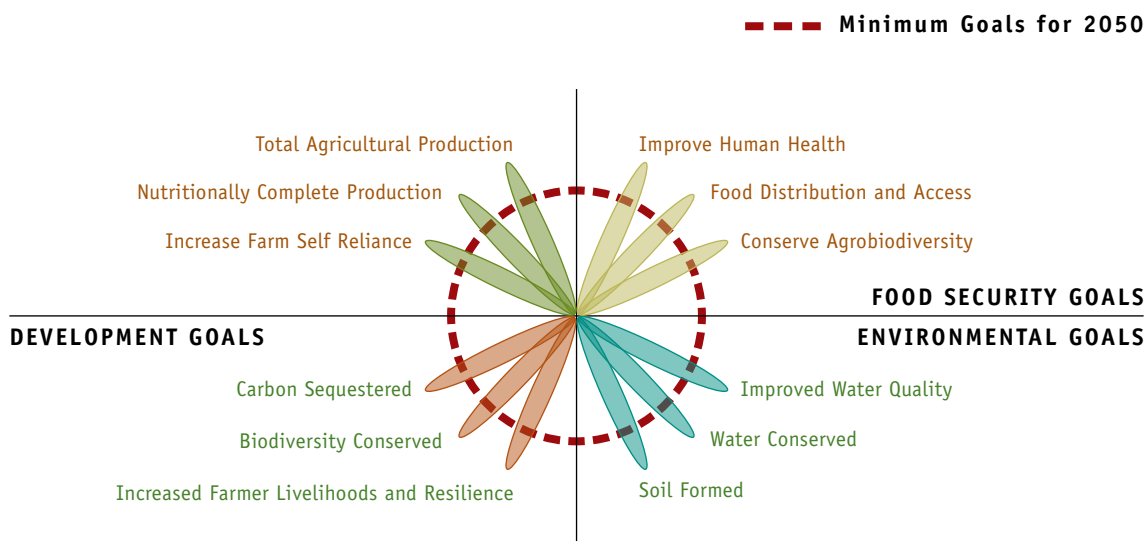 Minimum Goals for 2050
Total Agricultural Production
Improve Human Health
Nutritionally Complete Production
Food Distribution and Access
Increase Farm Self Reliance
Conserve Agrobiodiversity
FOOD SECURITY GOALS
DEVELOPMENT GOALS
ENVIRONMENTAL GOALS
Carbon Sequestered
Improved Water Quality
Biodiversity Conserved
Water Conserved
Increased Farmer Livelihoods and Resilience
Soil Formed